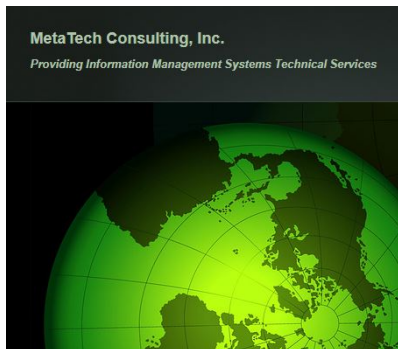 MetaTech Consulting, Inc.
Providing Information Management Systems Technical Services